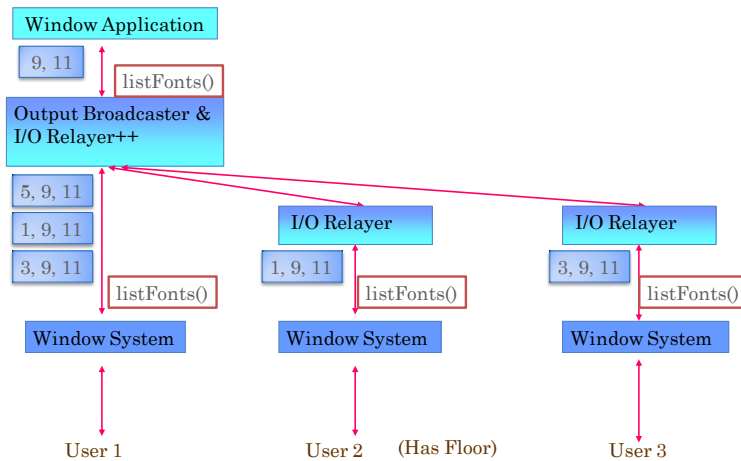 Window Application
9, 11
listFonts()
Output Broadcaster &
I/O Relayer++
5, 9, 11
1, 9, 11
3, 9, 11
I/O Relayer
I/O Relayer
1, 9, 11
3, 9, 11
listFonts()
listFonts()
listFonts()
Window System
Window System
Window System
User 1
User 2
(Has Floor)
User 3